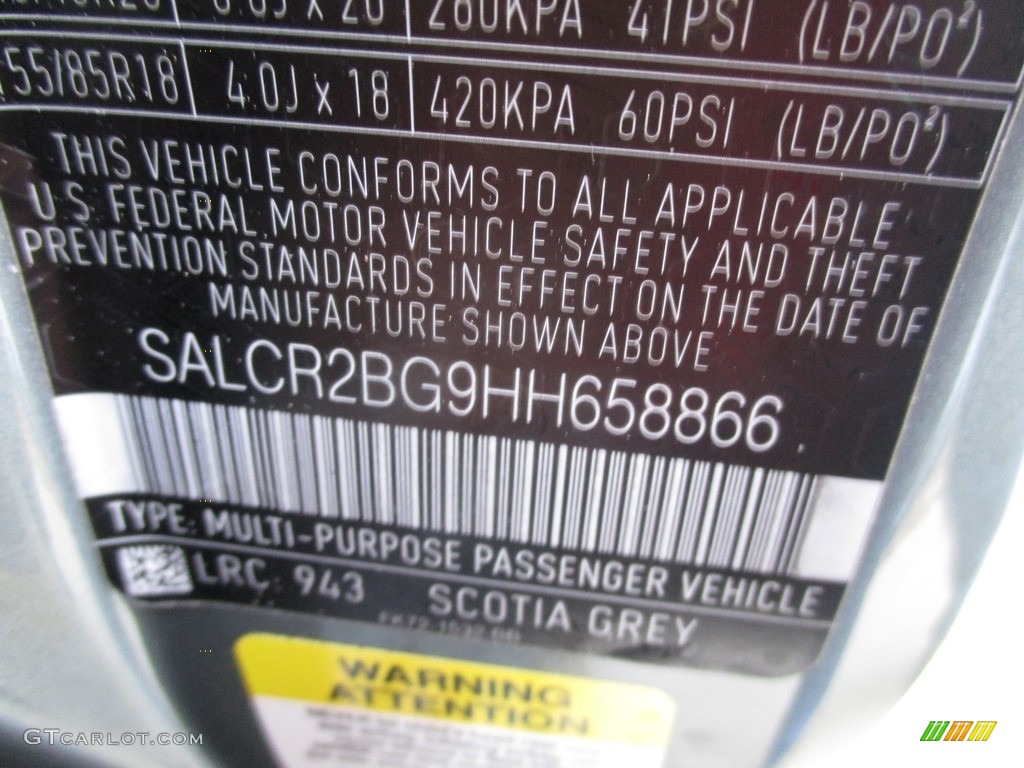 280KPA 41PSI (LB/PO²)
55/85R18 4.0J x 18 420KPA 60PSI (LB/PO²)
THIS VEHICLE CONFORMS TO ALL APPLICABLE
U.S. FEDERAL MOTOR VEHICLE SAFETY AND THEFT
PREVENTION STANDARDS IN EFFECT ON THE DATE OF
MANUFACTURE SHOWN ABOVE
SALCR2BG9HH658866
TYPE: MULTI-PURPOSE PASSENGER VEHICLE
LRC 943 SCOTIA GREY
WARNING
ATTENTION
GTCARLOT.COM